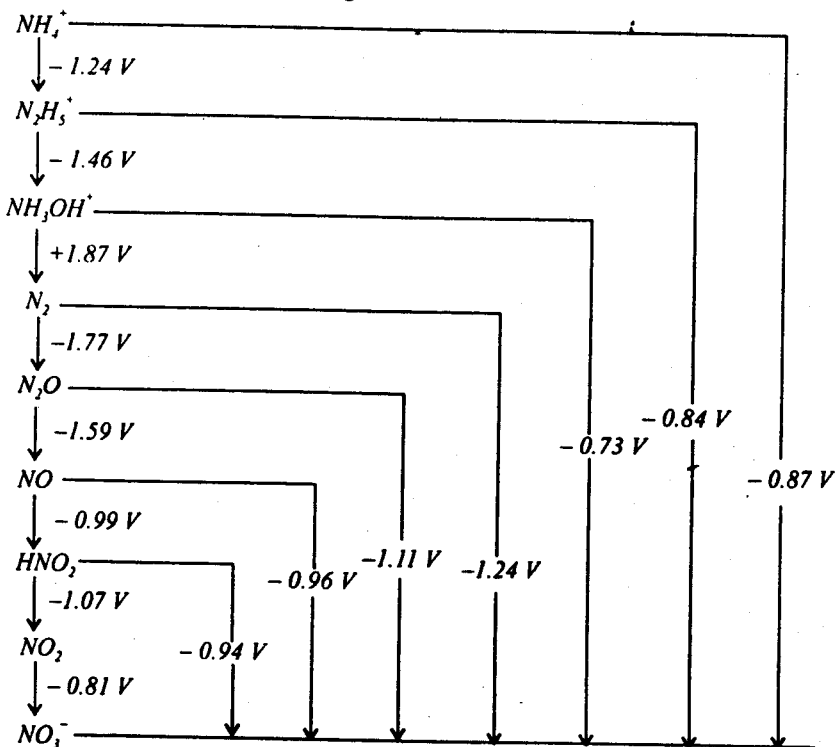 NH₄⁺
– 1.24 V
N₂H₅⁺
– 1.46 V
NH₃OH⁺
+1.87 V
N₂
–1.77 V
N₂O
–1.59 V
– 0.73 V
– 0.84 V
– 0.87 V
NO
– 0.99 V
HNO₂
– 0.96 V
–1.11 V
–1.24 V
–1.07 V
NO₂
– 0.94 V
– 0.81 V
NO₃⁻